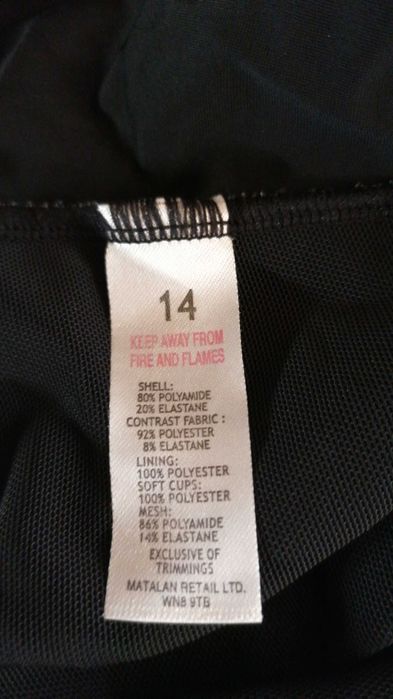 14
KEEP AWAY FROM
FIRE AND FLAMES
SHELL:
80% POLYAMIDE
20% ELASTANE
CONTRAST FABRIC :
92% POLYESTER
8% ELASTANE
LINING:
100% POLYESTER
SOFT CUPS:
100% POLYESTER
MESH:
86% POLYAMIDE
14% ELASTANE
EXCLUSIVE OF
TRIMMINGS
MATALAN RETAIL LTD.
WN8 9TB